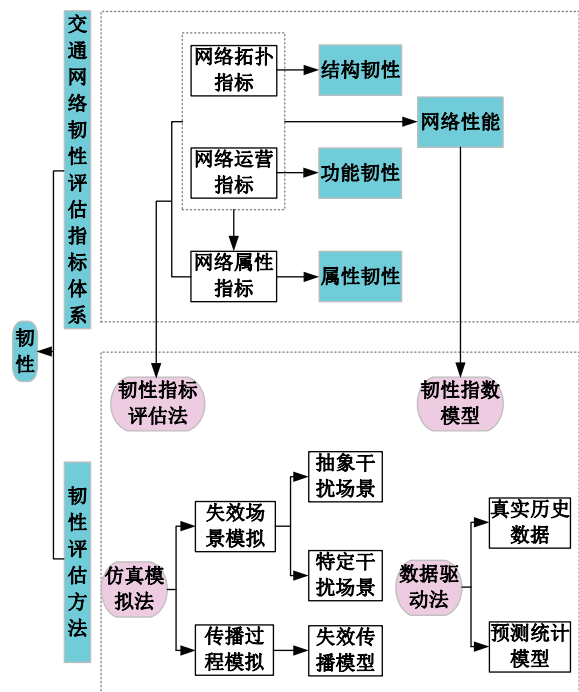 交通网络韧性评估指标体系
网络拓扑
指标
结构韧性
网络性能
网络运营
指标
功能韧性
网络属性
指标
属性韧性
韧性
韧性指标
评估法
韧性指数
模型
韧性评估方法
抽象干
扰场景
失效场
景模拟
特定干
扰场景
仿真模
拟法
传播过
程模拟
失效传
播模型
真实历史
数据
数据驱
动法
预测统计
模型